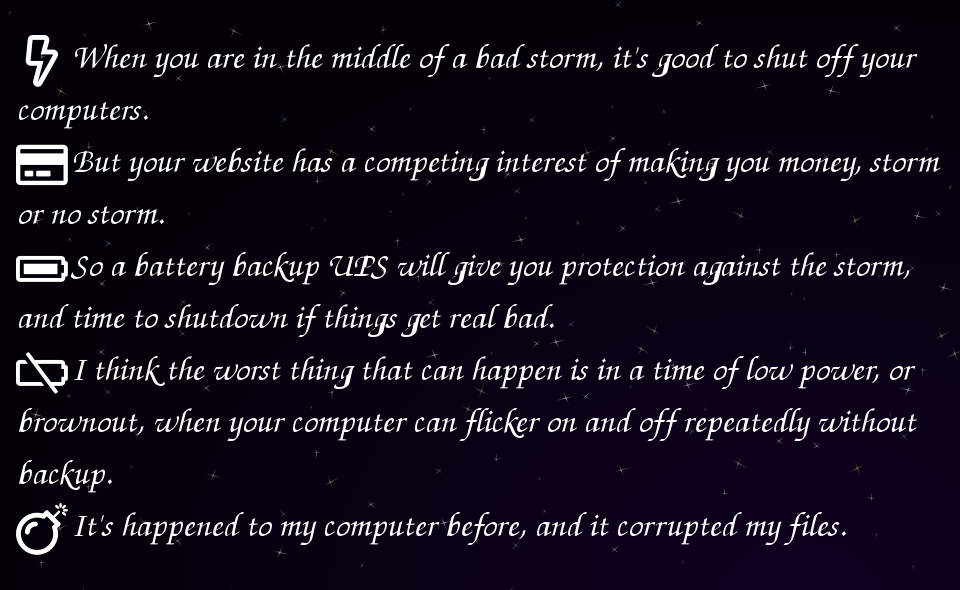 When you are in the middle of a bad storm, it's good to shut off your
computers.
But your website has a competing interest of making you money, storm
or no storm.
So a battery backup UPS will give you protection against the storm,
and time to shutdown if things get real bad.
I think the worst thing that can happen is in a time of low power, or
brownout, when your computer can flicker on and off repeatedly without
backup.
It's happened to my computer before, and it corrupted my files.